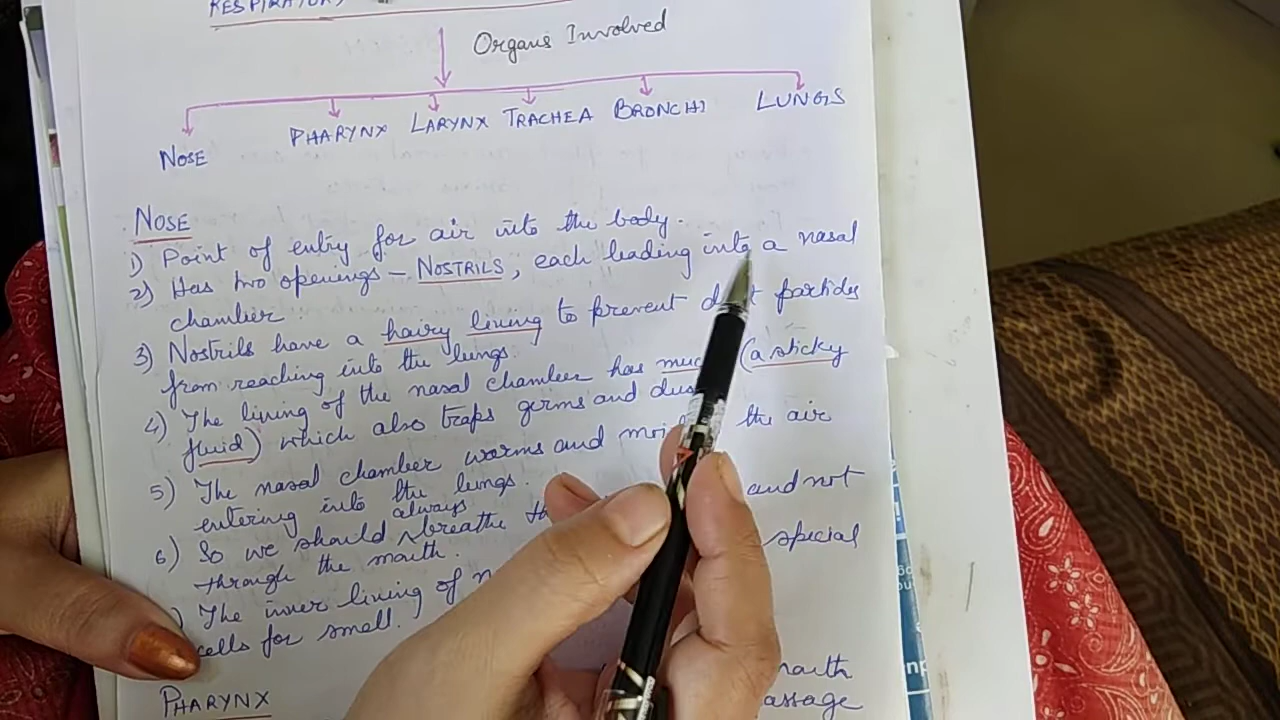 RESPIRATORY
Organs Involved
NOSE PHARYNX LARYNX TRACHEA BRONCHI LUNGS
NOSE
1) Point of entry for air into the body.
2) Has two openings – NOSTRILS, each leading into a nasal
chamber.
3) Nostrils have a hairy lining to prevent particles
from reaching into the lungs.
4) The lining of the nasal chamber has (a sticky
fluid) which also traps germs and
5) The nasal chamber warms and the air
entering into the lungs.
6) So we should always breathe and not
through the mouth.
) The inner lining of special
cells for smell.
PHARYNX